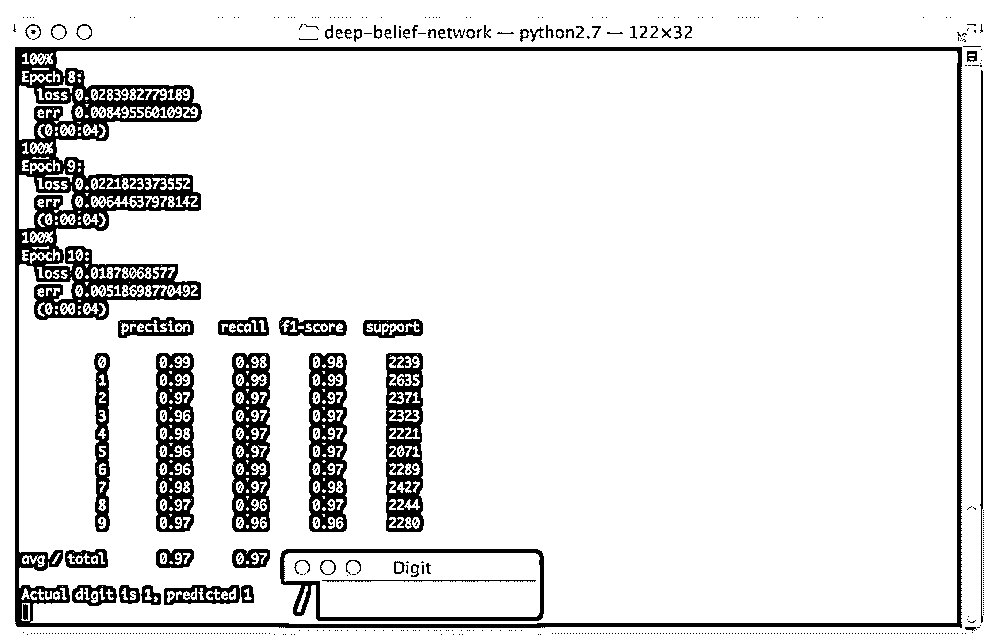 deep-belief-network — python2.7 — 122×32
100%
Epoch 8:
loss 0.0283982779189
err 0.00849556010929
(0:00:04)
100%
Epoch 9:
loss 0.0221823373552
err 0.00644637978142
(0:00:04)
100%
Epoch 10:
loss 0.01878068577
err 0.00518698770492
(0:00:04)
precision recall f1-score support
0 0.99 0.98 0.98 2239
1 0.99 0.99 0.99 2635
2 0.97 0.97 0.97 2371
3 0.96 0.97 0.97 2323
4 0.98 0.97 0.97 2221
5 0.96 0.97 0.97 2071
6 0.96 0.99 0.97 2289
7 0.98 0.97 0.98 2427
8 0.97 0.96 0.97 2244
9 0.97 0.96 0.96 2280
avg / total 0.97 0.97
Digit
Actual digit is 1, predicted 1